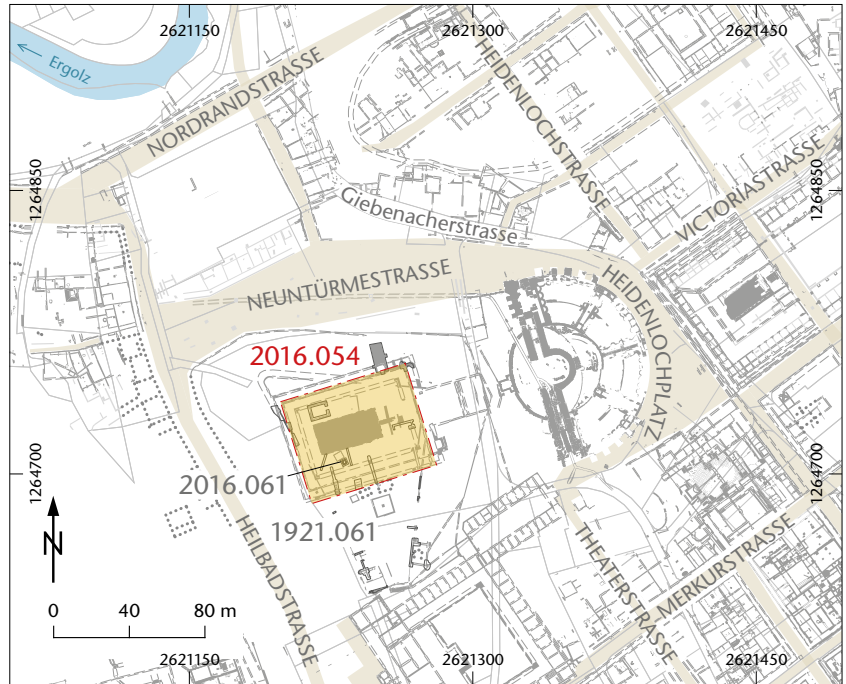 2621150
2621300
2621450
← Ergolz
NORDRANDSTRASSE
HEIDENLOCHSTRASSE
VICTORIASTRASSE
1264850
1264850
Giebenacherstrasse
NEUNTÜRMESTRASSE
HEIDENLOCHPLATZ
2016.054
1264700
1264700
2016.061
1921.061
N
HEILBADSTRASSE
THEATERSTRASSE
MERKURSTRASSE
0 40 80 m
2621150
2621300
2621450